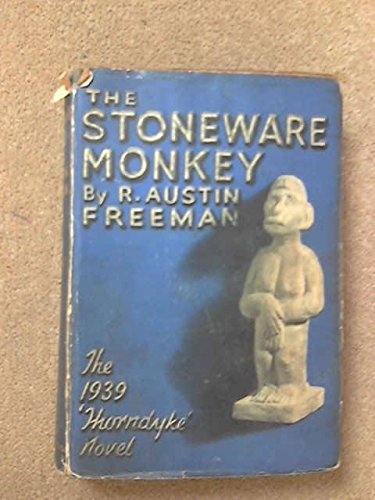 THE
STONEWARE
MONKEY
By R. AUSTIN
FREEMAN
The
1939
'Thorndyke'
Novel